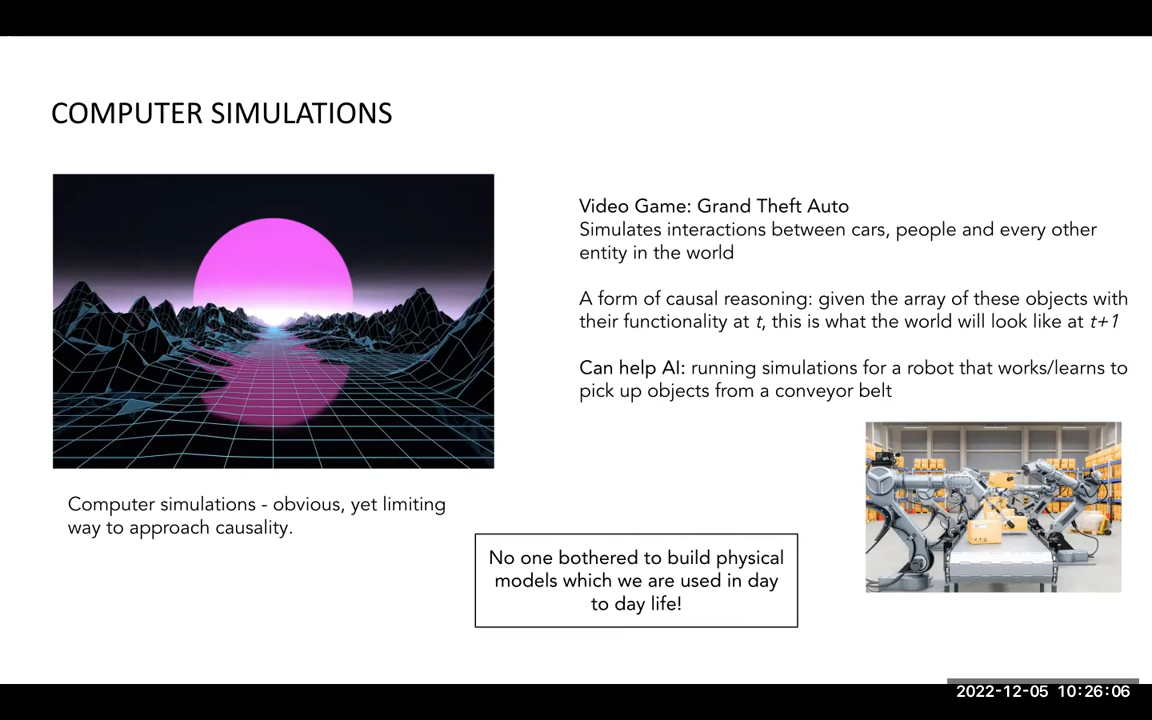 COMPUTER SIMULATIONS
Video Game: Grand Theft Auto
Simulates interactions between cars, people and every other
entity in the world
A form of causal reasoning: given the array of these objects with
their functionality at t, this is what the world will look like at t+1
Can help AI: running simulations for a robot that works/learns to
pick up objects from a conveyor belt
Computer simulations - obvious, yet limiting
way to approach causality.
No one bothered to build physical
models which we are used in day
to day life!
2022-12-05 10:26:06